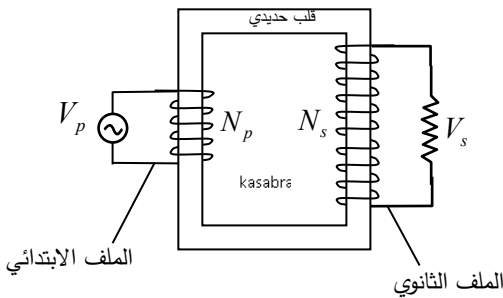 قلب حديدي
V_p
N_p
N_s
V_s
kasabra
الملف الابتدائي
الملف الثانوي